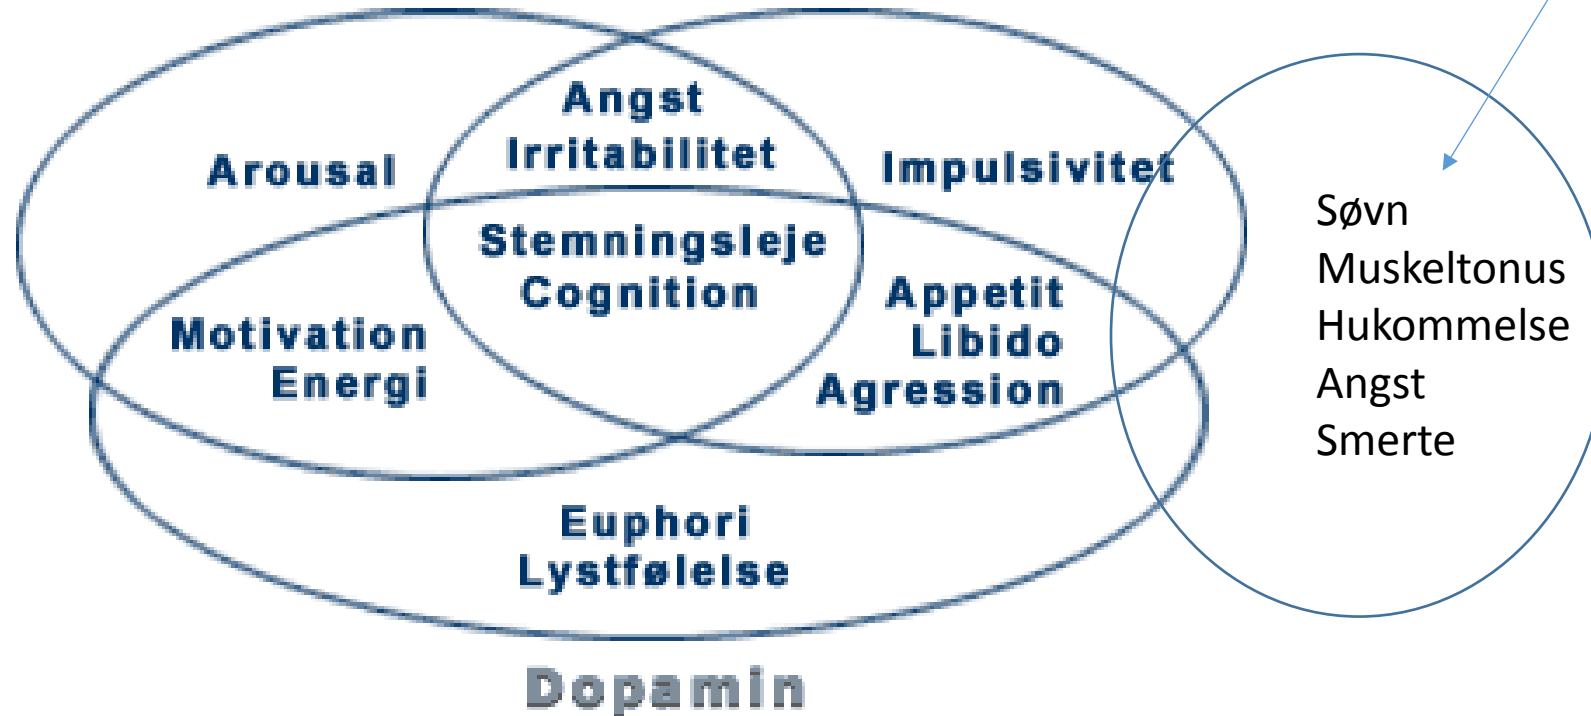 Angst
Irritabilitet
Arousal
Impulsivitet
Stemningsleje
Cognition
Motivation
Energi
Appetit
Libido
Agression
Euphori
Lystfølelse
Dopamin
Søvn
Muskeltonus
Hukommelse
Angst
Smerte